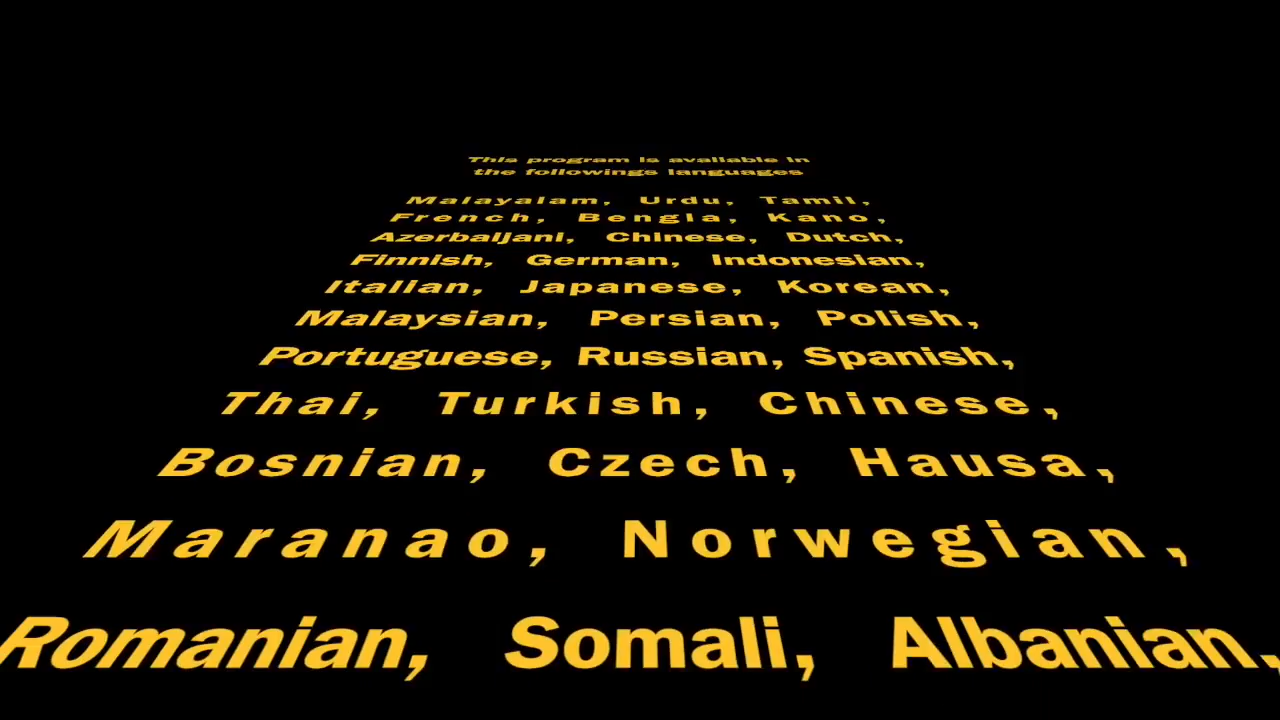 This program is available in
the followings languages
Malayalam, Urdu, Tamil,
French, Bengla, Kano,
Azerbaijani, Chinese, Dutch,
Finnish, German, Indonesian,
Italian, Japanese, Korean,
Malaysian, Persian, Polish,
Portuguese, Russian, Spanish,
Thai, Turkish, Chinese,
Bosnian, Czech, Hausa,
Maranao, Norwegian,
Romanian, Somali, Albanian,